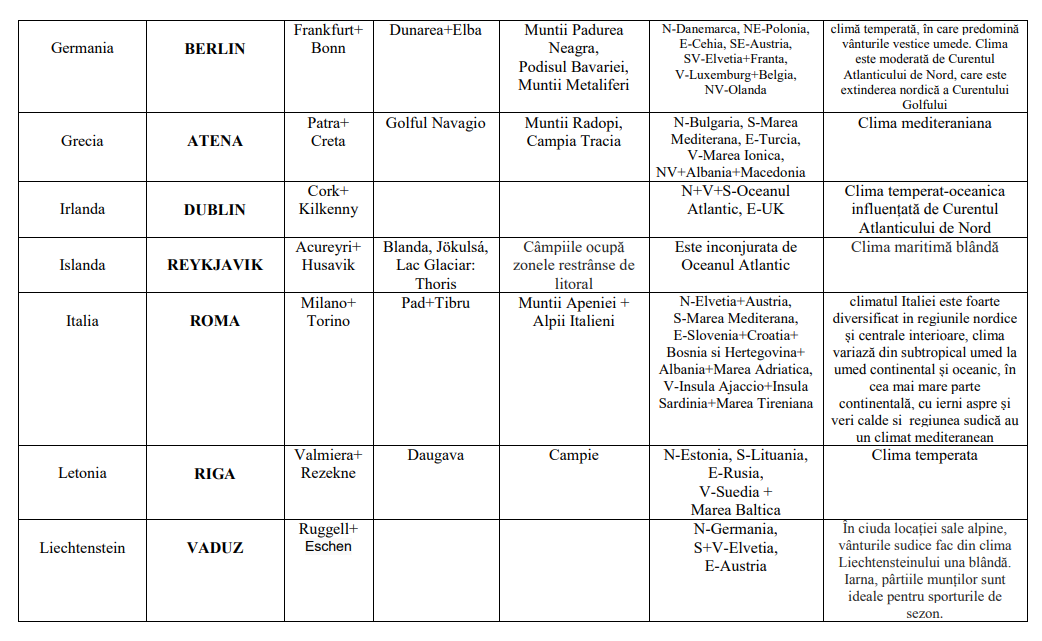 Germania
BERLIN
Frankfurt+
Bonn
Dunarea+Elba
Muntii Padurea
Neagra,
Podisul Bavariei,
Muntii Metaliferi
N-Danemarca, NE-Polonia,
E-Cehia, SE-Austria,
SV-Elvetia+Franta,
V-Luxemburg+Belgia,
NV-Olanda
climă temperată, în care predomină
vânturile vestice umede. Clima
este moderată de Curentul
Atlanticului de Nord, care este
extinderea nordică a Curentului
Golfului
Grecia
ATENA
Patra+
Creta
Golful Navagio
Muntii Radopi,
Campia Tracia
N-Bulgaria, S-Marea
Mediterana, E-Turcia,
V-Marea Ionica,
NV+Albania+Macedonia
Clima mediteraniana
Irlanda
DUBLIN
Cork+
Kilkenny
N+V+S-Oceanul
Atlantic, E-UK
Clima temperat-oceanica
influențată de Curentul
Atlanticului de Nord
Islanda
REYKJAVIK
Acureyri+
Husavik
Blanda, Jökulsá,
Lac Glaciar:
Thoris
Câmpiile ocupă
zonele restrânse de
litoral
Este inconjurata de
Oceanul Atlantic
Clima maritimă blândă
Italia
ROMA
Milano+
Torino
Pad+Tibru
Muntii Apeniei +
Alpii Italieni
N-Elvetia+Austria,
S-Marea Mediterana,
E-Slovenia+Croatia+
Bosnia si Hertegovina+
Albania+Marea Adriatica,
V-Insula Ajaccio+Insula
Sardinia+Marea Tireniana
climatul Italiei este foarte
diversificat in regiunile nordice
și centrale interioare, clima
variază din subtropical umed la
umed continental și oceanic, în
cea mai mare parte
continentală, cu ierni aspre și
veri calde si  regiunea sudică au
un climat mediteranean
Letonia
RIGA
Valmiera+
Rezekne
Daugava
Campie
N-Estonia, S-Lituania,
E-Rusia,
V-Suedia +
Marea Baltica
Clima temperata
Liechtenstein
VADUZ
Ruggell+
Eschen
N-Germania,
S+V-Elvetia,
E-Austria
În ciuda locației sale alpine,
vânturile sudice fac din clima
Liechtensteinului una blândă.
Iarna, pârtiile munților sunt
ideale pentru sporturile de
sezon.